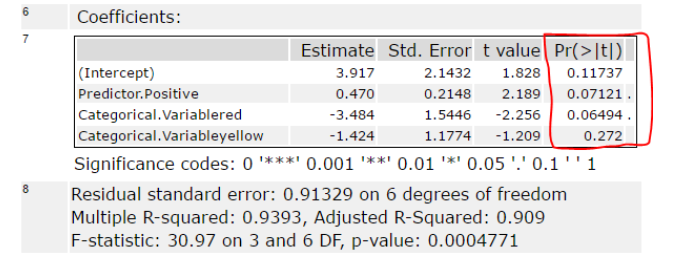 6 Coefficients:
7
Estimate Std. Error t value Pr(>|t|)
(Intercept) 3.917 2.1432 1.828 0.11737
Predictor.Positive 0.470 0.2148 2.189 0.07121 .
Categorical.Variablered -3.484 1.5446 -2.256 0.06494 .
Categorical.Variableyellow -1.424 1.1774 -1.209 0.272
Significance codes: 0 '***' 0.001 '**' 0.01 '*' 0.05 '.' 0.1 ' ' 1
8
Residual standard error: 0.91329 on 6 degrees of freedom
Multiple R-squared: 0.9393, Adjusted R-Squared: 0.909
F-statistic: 30.97 on 3 and 6 DF, p-value: 0.0004771